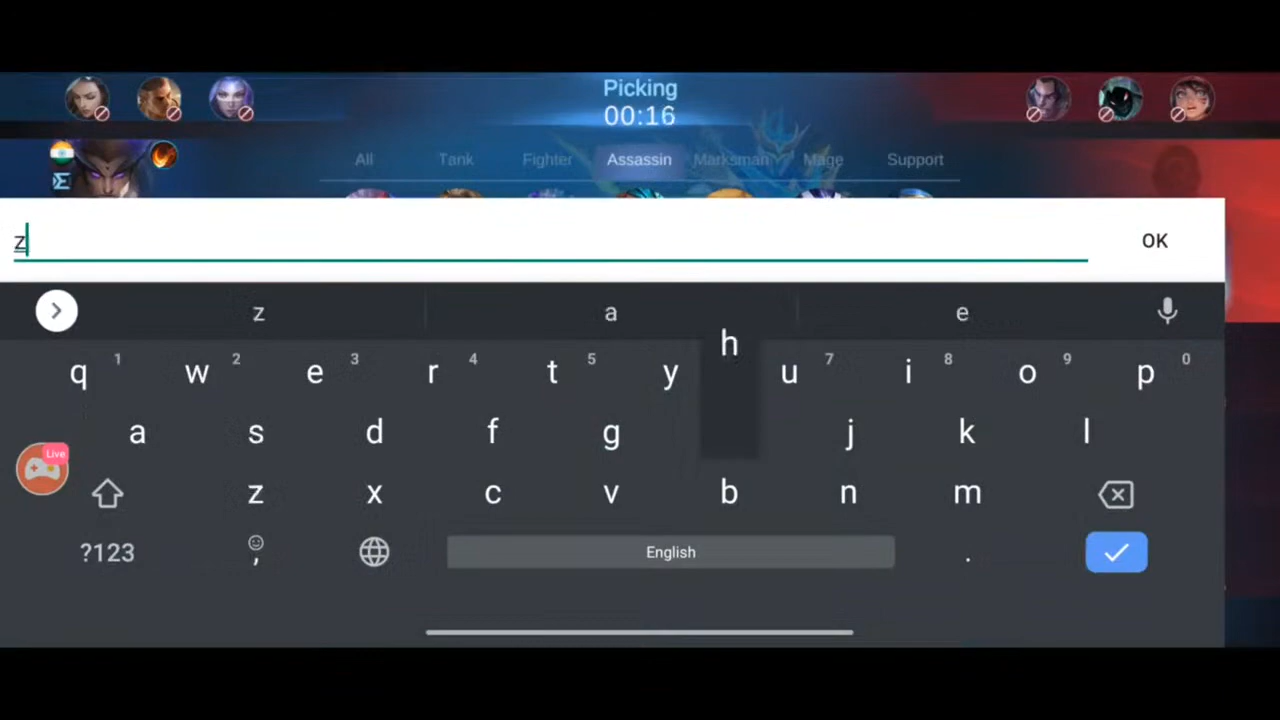 Picking
00:16
All Tank Fighter Assassin Marksman Mage Support
z
OK
z a e
h
q 1 w 2 e 3 r 4 t 5 y u 7 i 8 o 9 p 0
a s d f g j k l
Live
z x c v b n m
?123 , English .